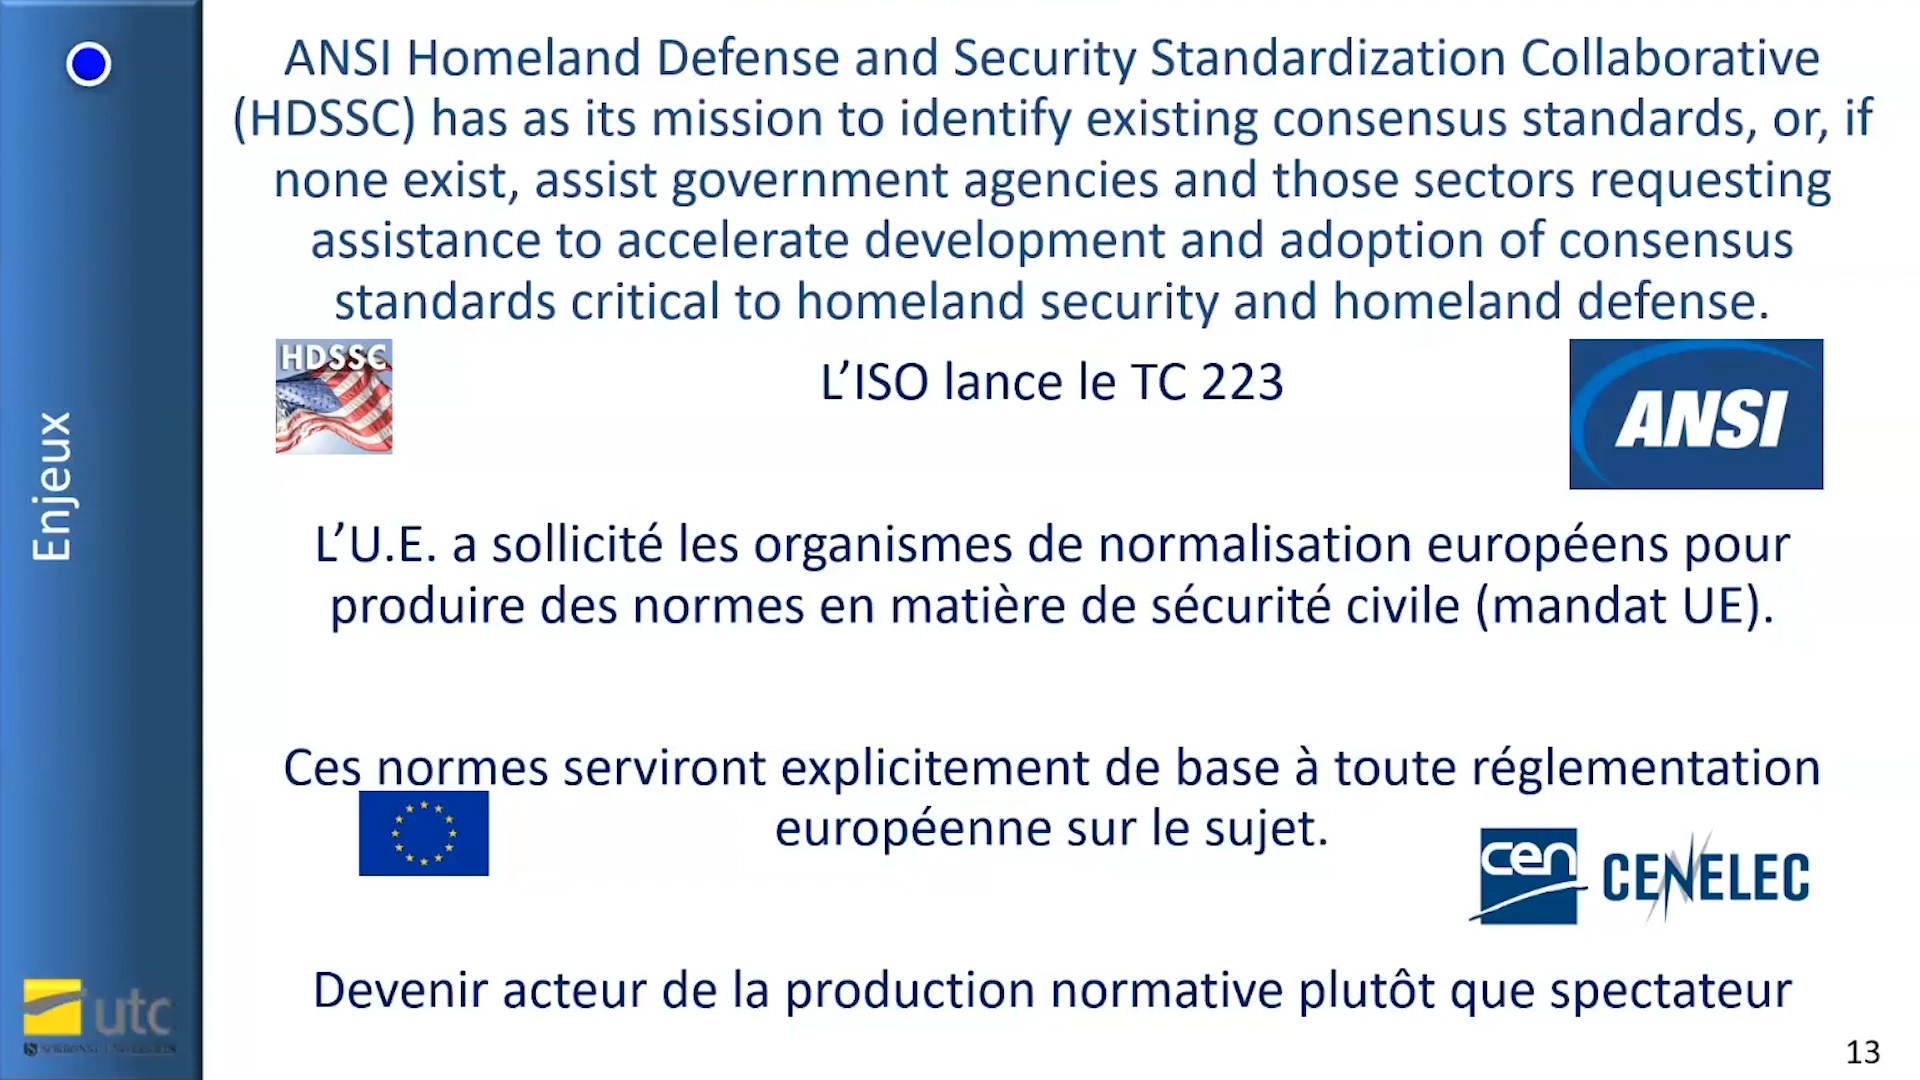 ANSI Homeland Defense and Security Standardization Collaborative
(HDSSC) has as its mission to identify existing consensus standards, or, if
none exist, assist government agencies and those sectors requesting
assistance to accelerate development and adoption of consensus
standards critical to homeland security and homeland defense.
HDSSC
L’ISO lance le TC 223
ANSI
Enjeux
L’U.E. a sollicité les organismes de normalisation européens pour
produire des normes en matière de sécurité civile (mandat UE).
Ces normes serviront explicitement de base à toute réglementation
européenne sur le sujet.
cen CENELEC
Devenir acteur de la production normative plutôt que spectateur
utc
13